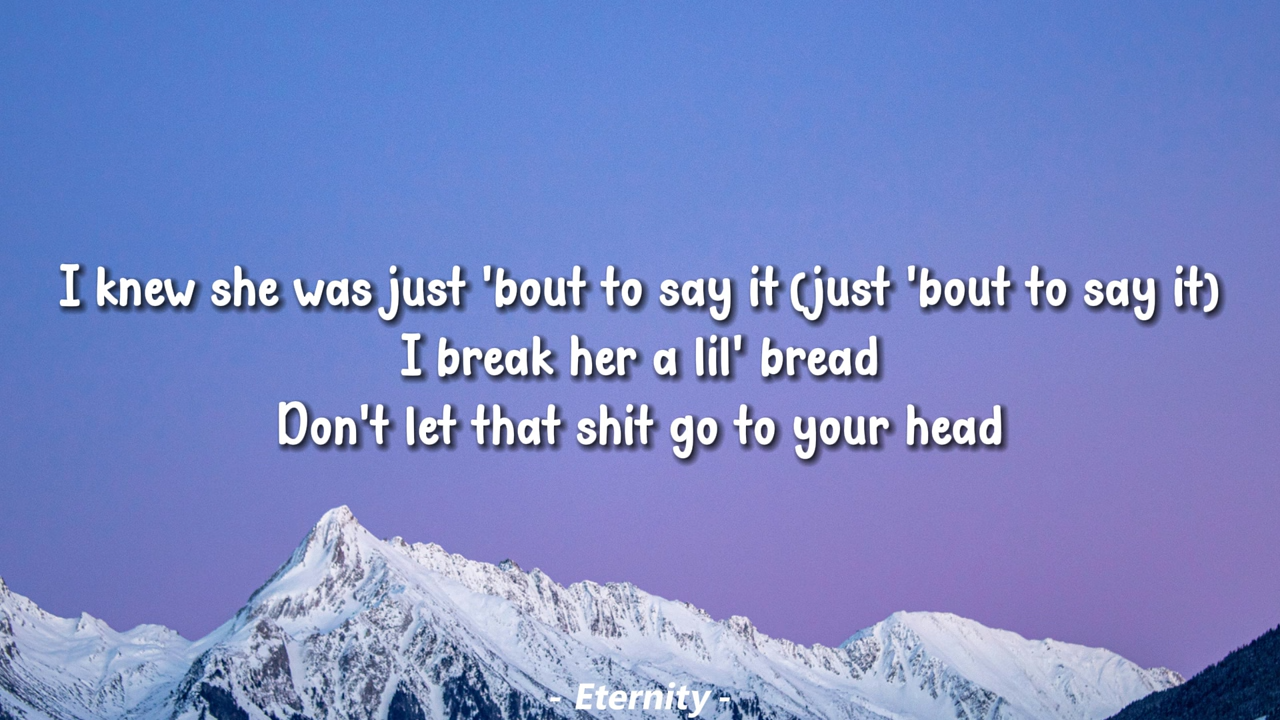 I knew she was just 'bout to say it (just 'bout to say it)
I break her a lil' bread
Don't let that shit go to your head
- Eternity -